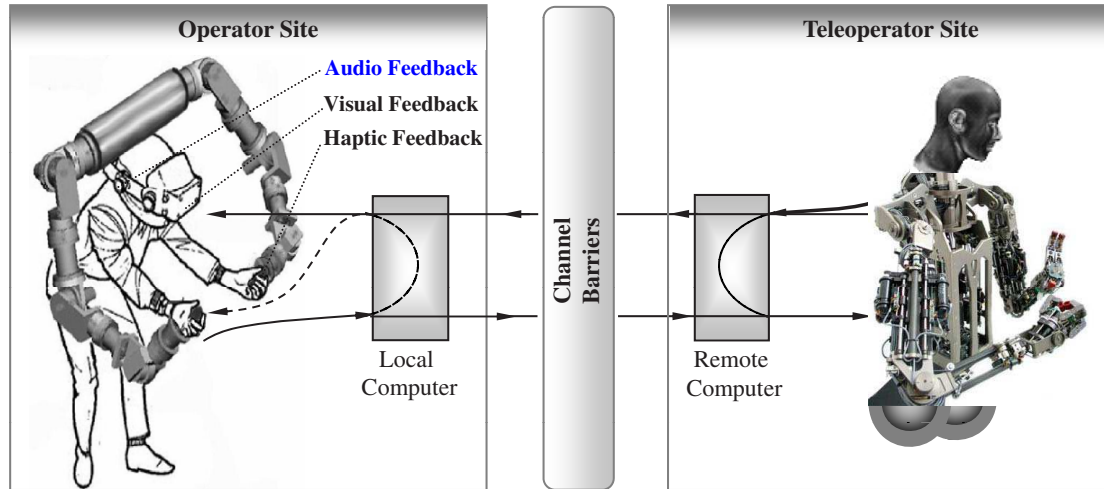 Operator Site
Audio Feedback
Visual Feedback
Haptic Feedback
Local
Computer
Channel
Barriers
Teleoperator Site
Remote
Computer